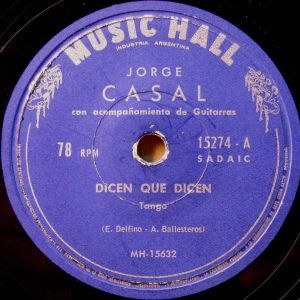 MUSIC HALL
INDUSTRIA ARGENTINA
JORGE
CASAL
con acompañamiento de Guitarras
78 RPM
15274 - A
SADAIC
DICEN QUE DICEN
Tango
(E. Delfino - A. Ballesteros)
MH-15632